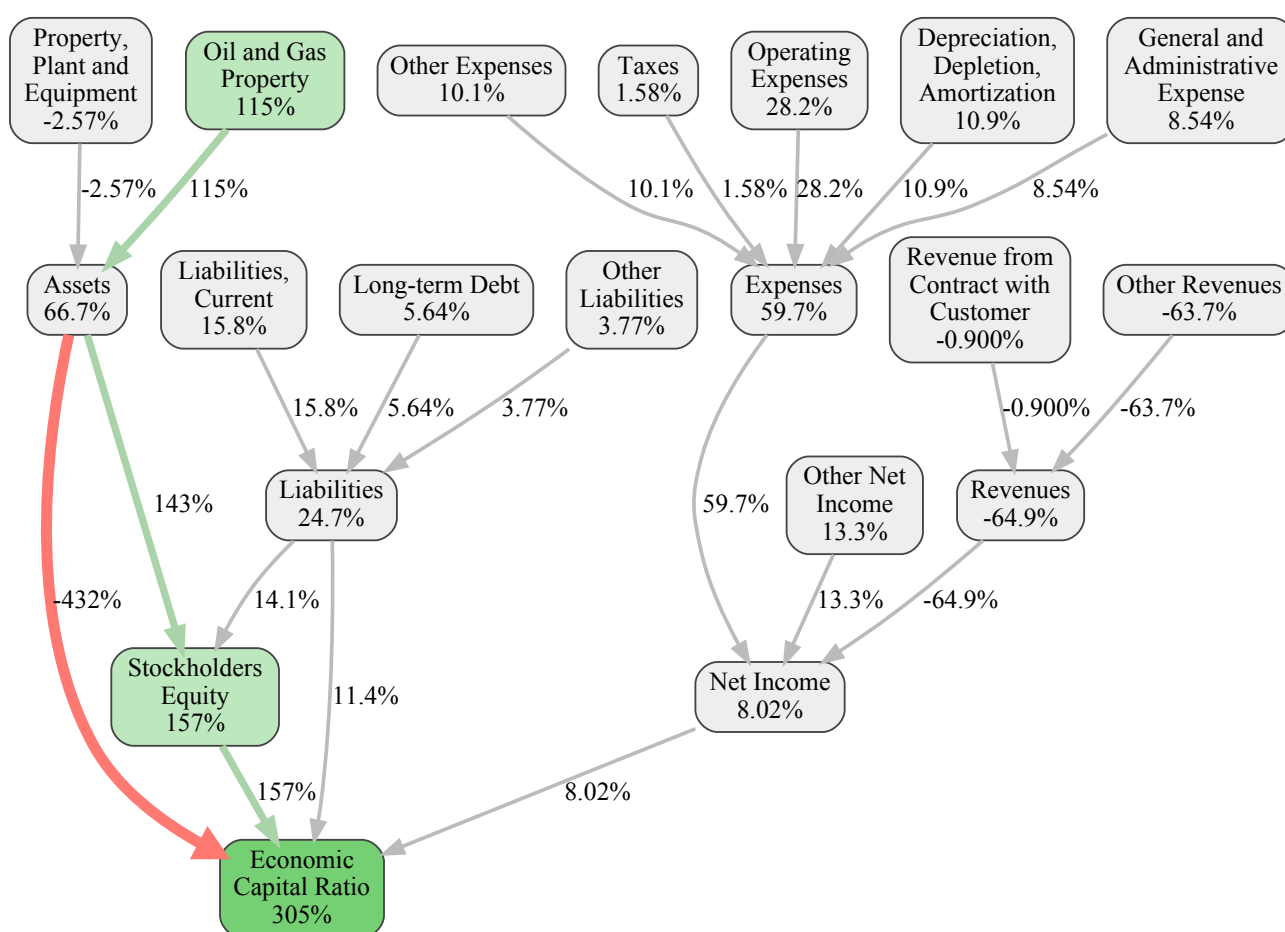 Property,
Plant and
Equipment
-2.57%
Oil and Gas
Property
115%
Other Expenses
10.1%
Taxes
1.58%
Operating
Expenses
28.2%
Depreciation,
Depletion,
Amortization
10.9%
General and
Administrative
Expense
8.54%
-2.57%
115%
10.1%
1.58%
28.2%
10.9%
8.54%
Assets
66.7%
Liabilities,
Current
15.8%
Long-term Debt
5.64%
Other
Liabilities
3.77%
Expenses
59.7%
Revenue from
Contract with
Customer
-0.900%
Other Revenues
-63.7%
15.8%
5.64%
3.77%
-0.900%
-63.7%
143%
Liabilities
24.7%
59.7%
Other Net
Income
13.3%
Revenues
-64.9%
-432%
14.1%
13.3%
-64.9%
Stockholders
Equity
157%
11.4%
Net Income
8.02%
157%
8.02%
Economic
Capital Ratio
305%